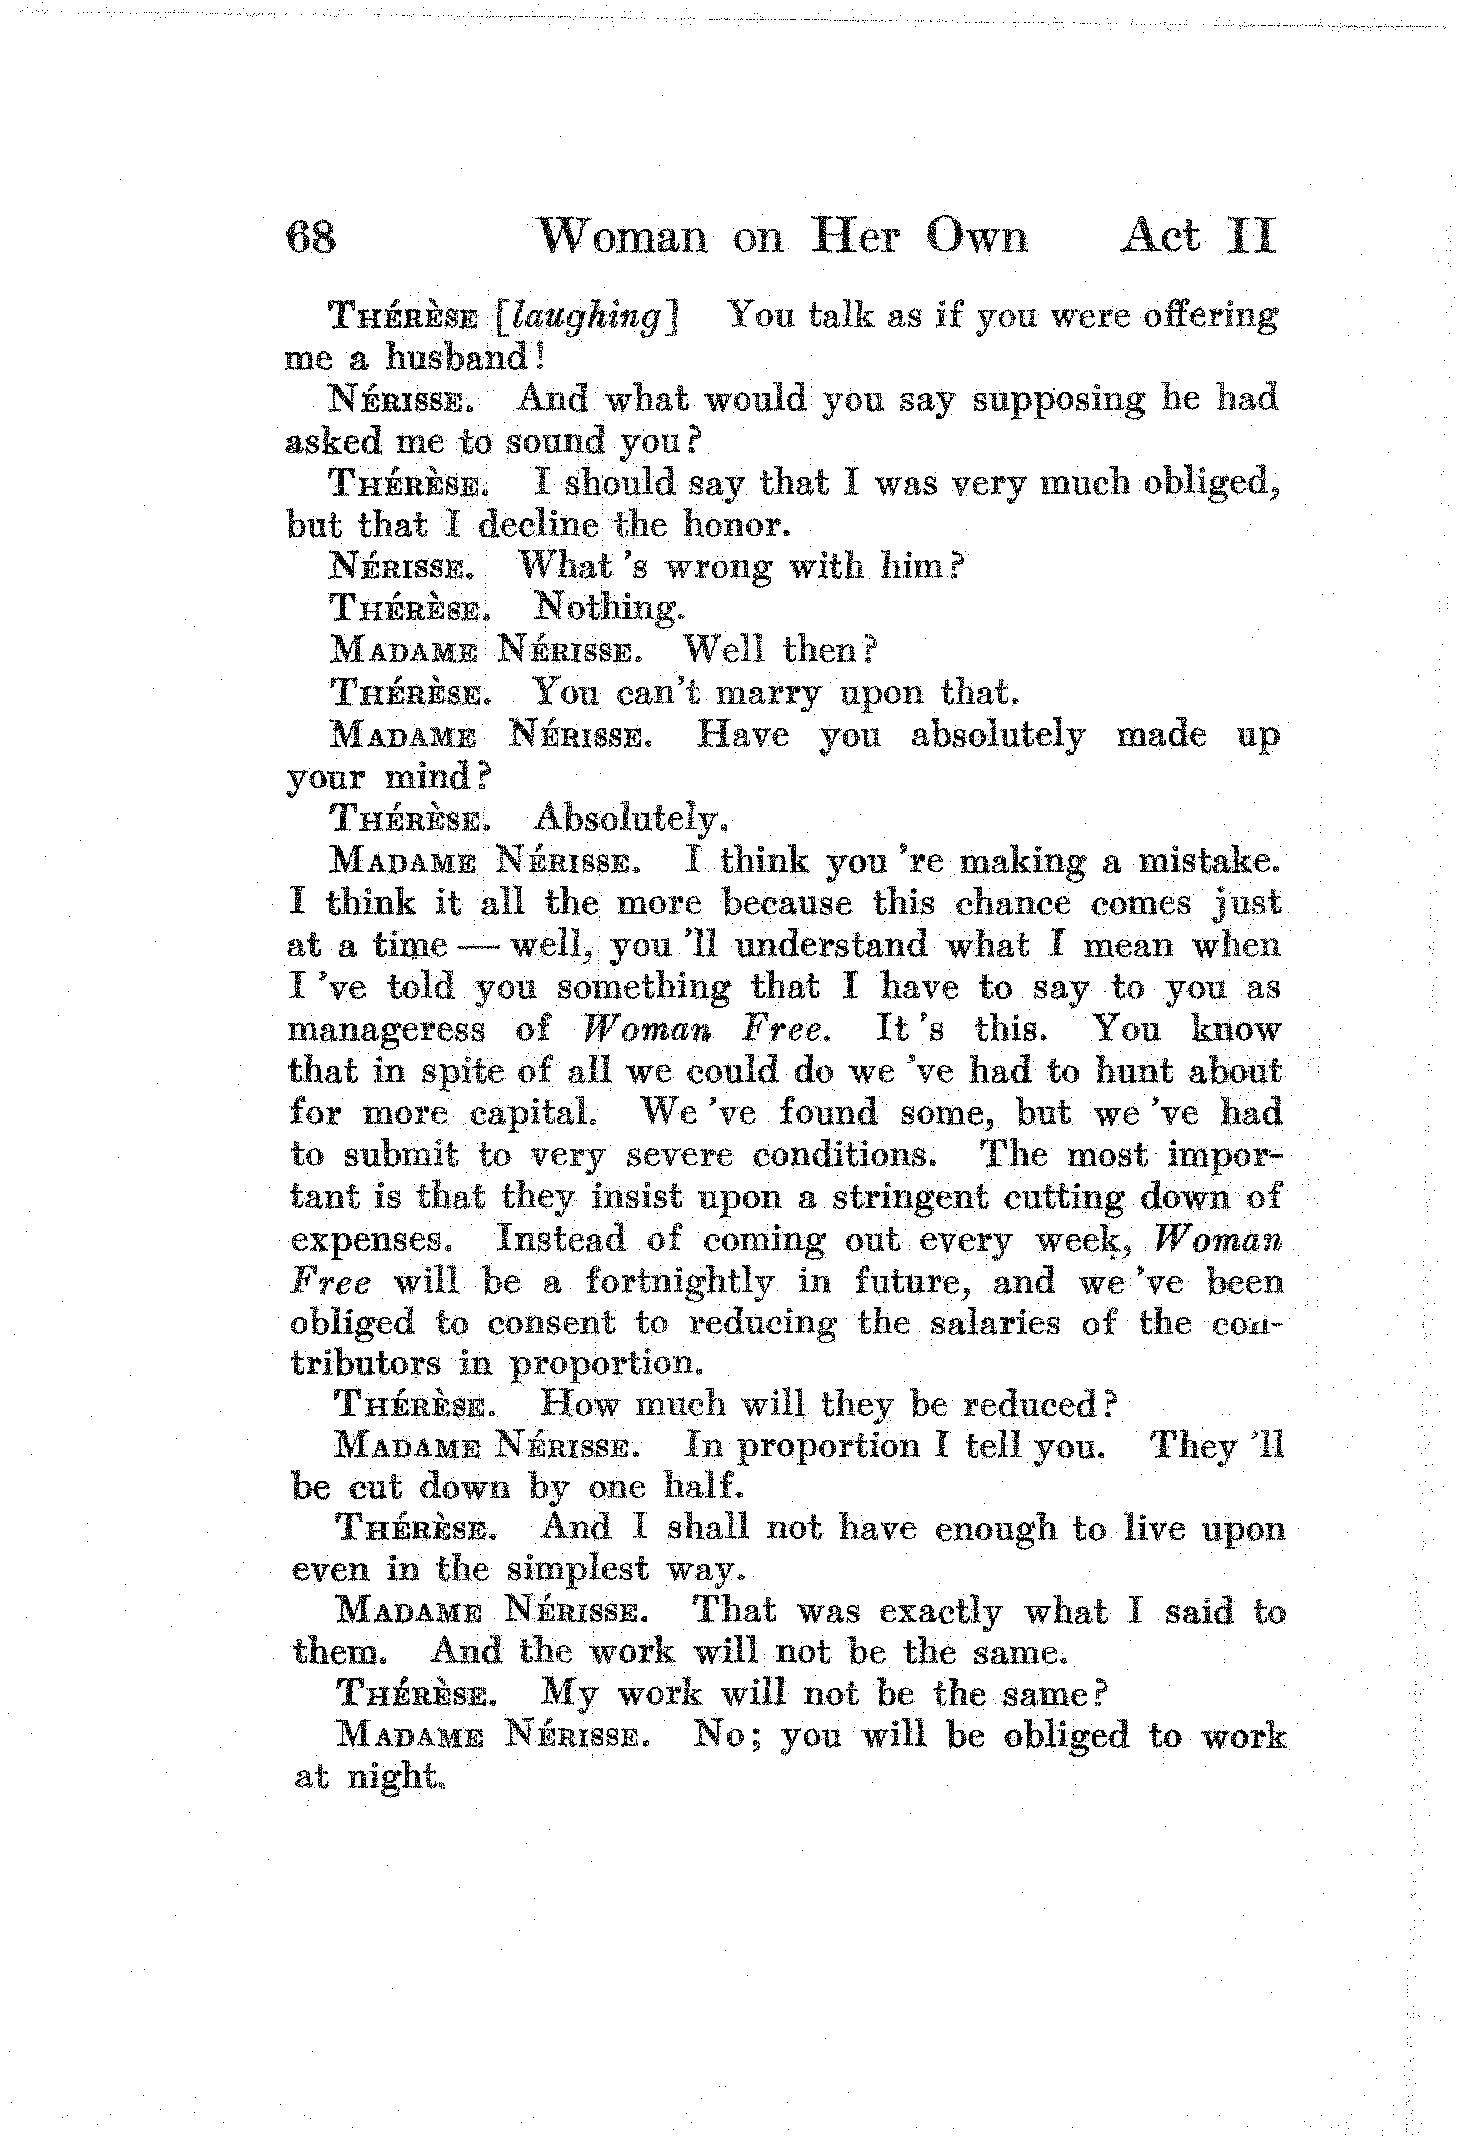 68 Woman on Her Own Act II
THÉRÈSE [laughing] You talk as if you were offering
me a husband!
NÉRISSE. And what would you say supposing he had
asked me to sound you?
THÉRÈSE. I should say that I was very much obliged,
but that I decline the honor.
NÉRISSE. What 's wrong with him?
THÉRÈSE. Nothing.
MADAME NÉRISSE. Well then?
THÉRÈSE. You can't marry upon that.
MADAME NÉRISSE. Have you absolutely made up
your mind?
THÉRÈSE. Absolutely.
MADAME NÉRISSE. I think you 're making a mistake.
I think it all the more because this chance comes just
at a time — well, you 'll understand what I mean when
I 've told you something that I have to say to you as
manageress of Woman Free. It 's this. You know
that in spite of all we could do we 've had to hunt about
for more capital. We 've found some, but we 've had
to submit to very severe conditions. The most impor-
tant is that they insist upon a stringent cutting down of
expenses. Instead of coming out every week, Woman
Free will be a fortnightly in future, and we 've been
obliged to consent to reducing the salaries of the con-
tributors in proportion.
THÉRÈSE. How much will they be reduced?
MADAME NÉRISSE. In proportion I tell you. They 'll
be cut down by one half.
THÉRÈSE. And I shall not have enough to live upon
even in the simplest way.
MADAME NÉRISSE. That was exactly what I said to
them. And the work will not be the same.
THÉRÈSE. My work will not be the same?
MADAME NÉRISSE. No; you will be obliged to work
at night.